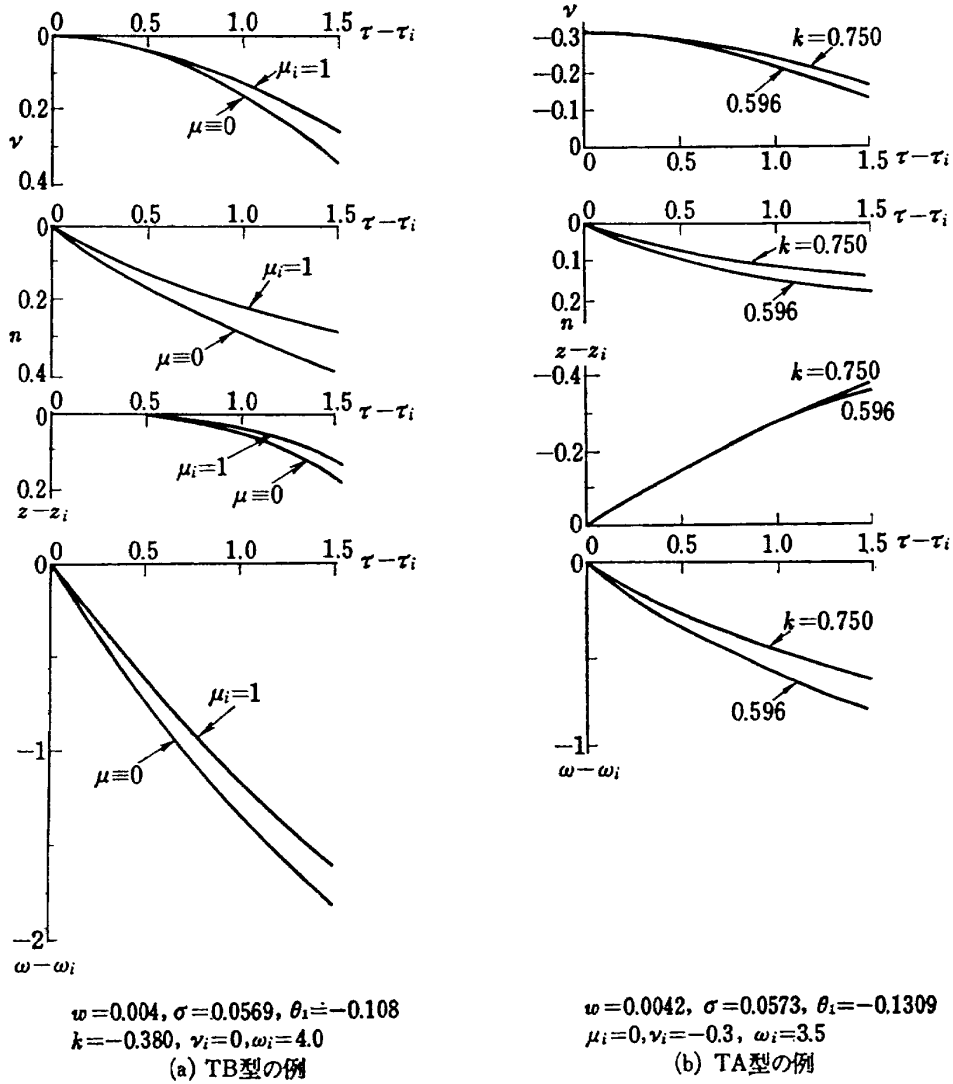 0 0.5 1.0 1.5 τ−τi
0
μi=1
0.2
μ≡0
ν
0.4
0 0.5 1.0 1.5 τ−τi
0
μi=1
0.2
n
μ≡0
0.4
0 1.0 1.5 τ−τi
μi=1
μ≡0
0.2
z−zi
0 0.5 1.0 1.5 τ−τi
0
μi=1
−1
μ≡0
−2
ω−ωi
w=0.004, σ=0.0569, θ1≐−0.108
k=−0.380, νi=0, ωi=4.0
(a) TB型の例
ν
−0.3
k=0.750
−0.2
0.596
−0.1
0
0.5 1.0 1.5 τ−τi
0 0.5 1.0 1.5 τ−τi
0
k=0.750
0.1
0.596
0.2
n
z−zi
−0.4
k=0.750
0.596
−0.2
0
0 0.5 1.0 1.5 τ−τi
0
k=0.750
0.596
−1
ω−ωi
w=0.0042, σ=0.0573, θ1=−0.1309
μi=0, νi=−0.3, ωi=3.5
(b) TA型の例